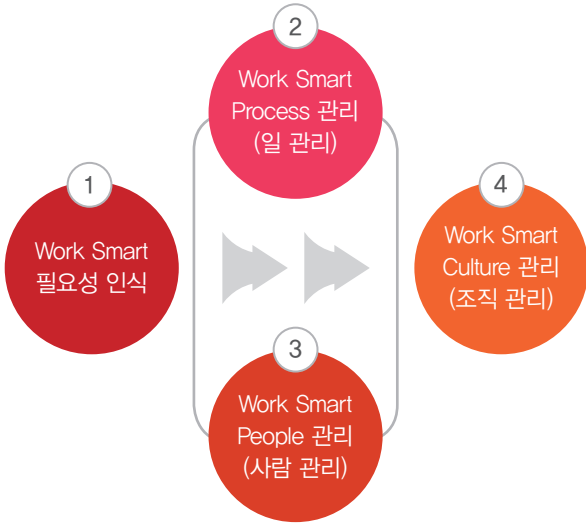 1
Work Smart
필요성 인식
2
Work Smart
Process 관리
(일 관리)
3
Work Smart
People 관리
(사람 관리)
4
Work Smart
Culture 관리
(조직 관리)